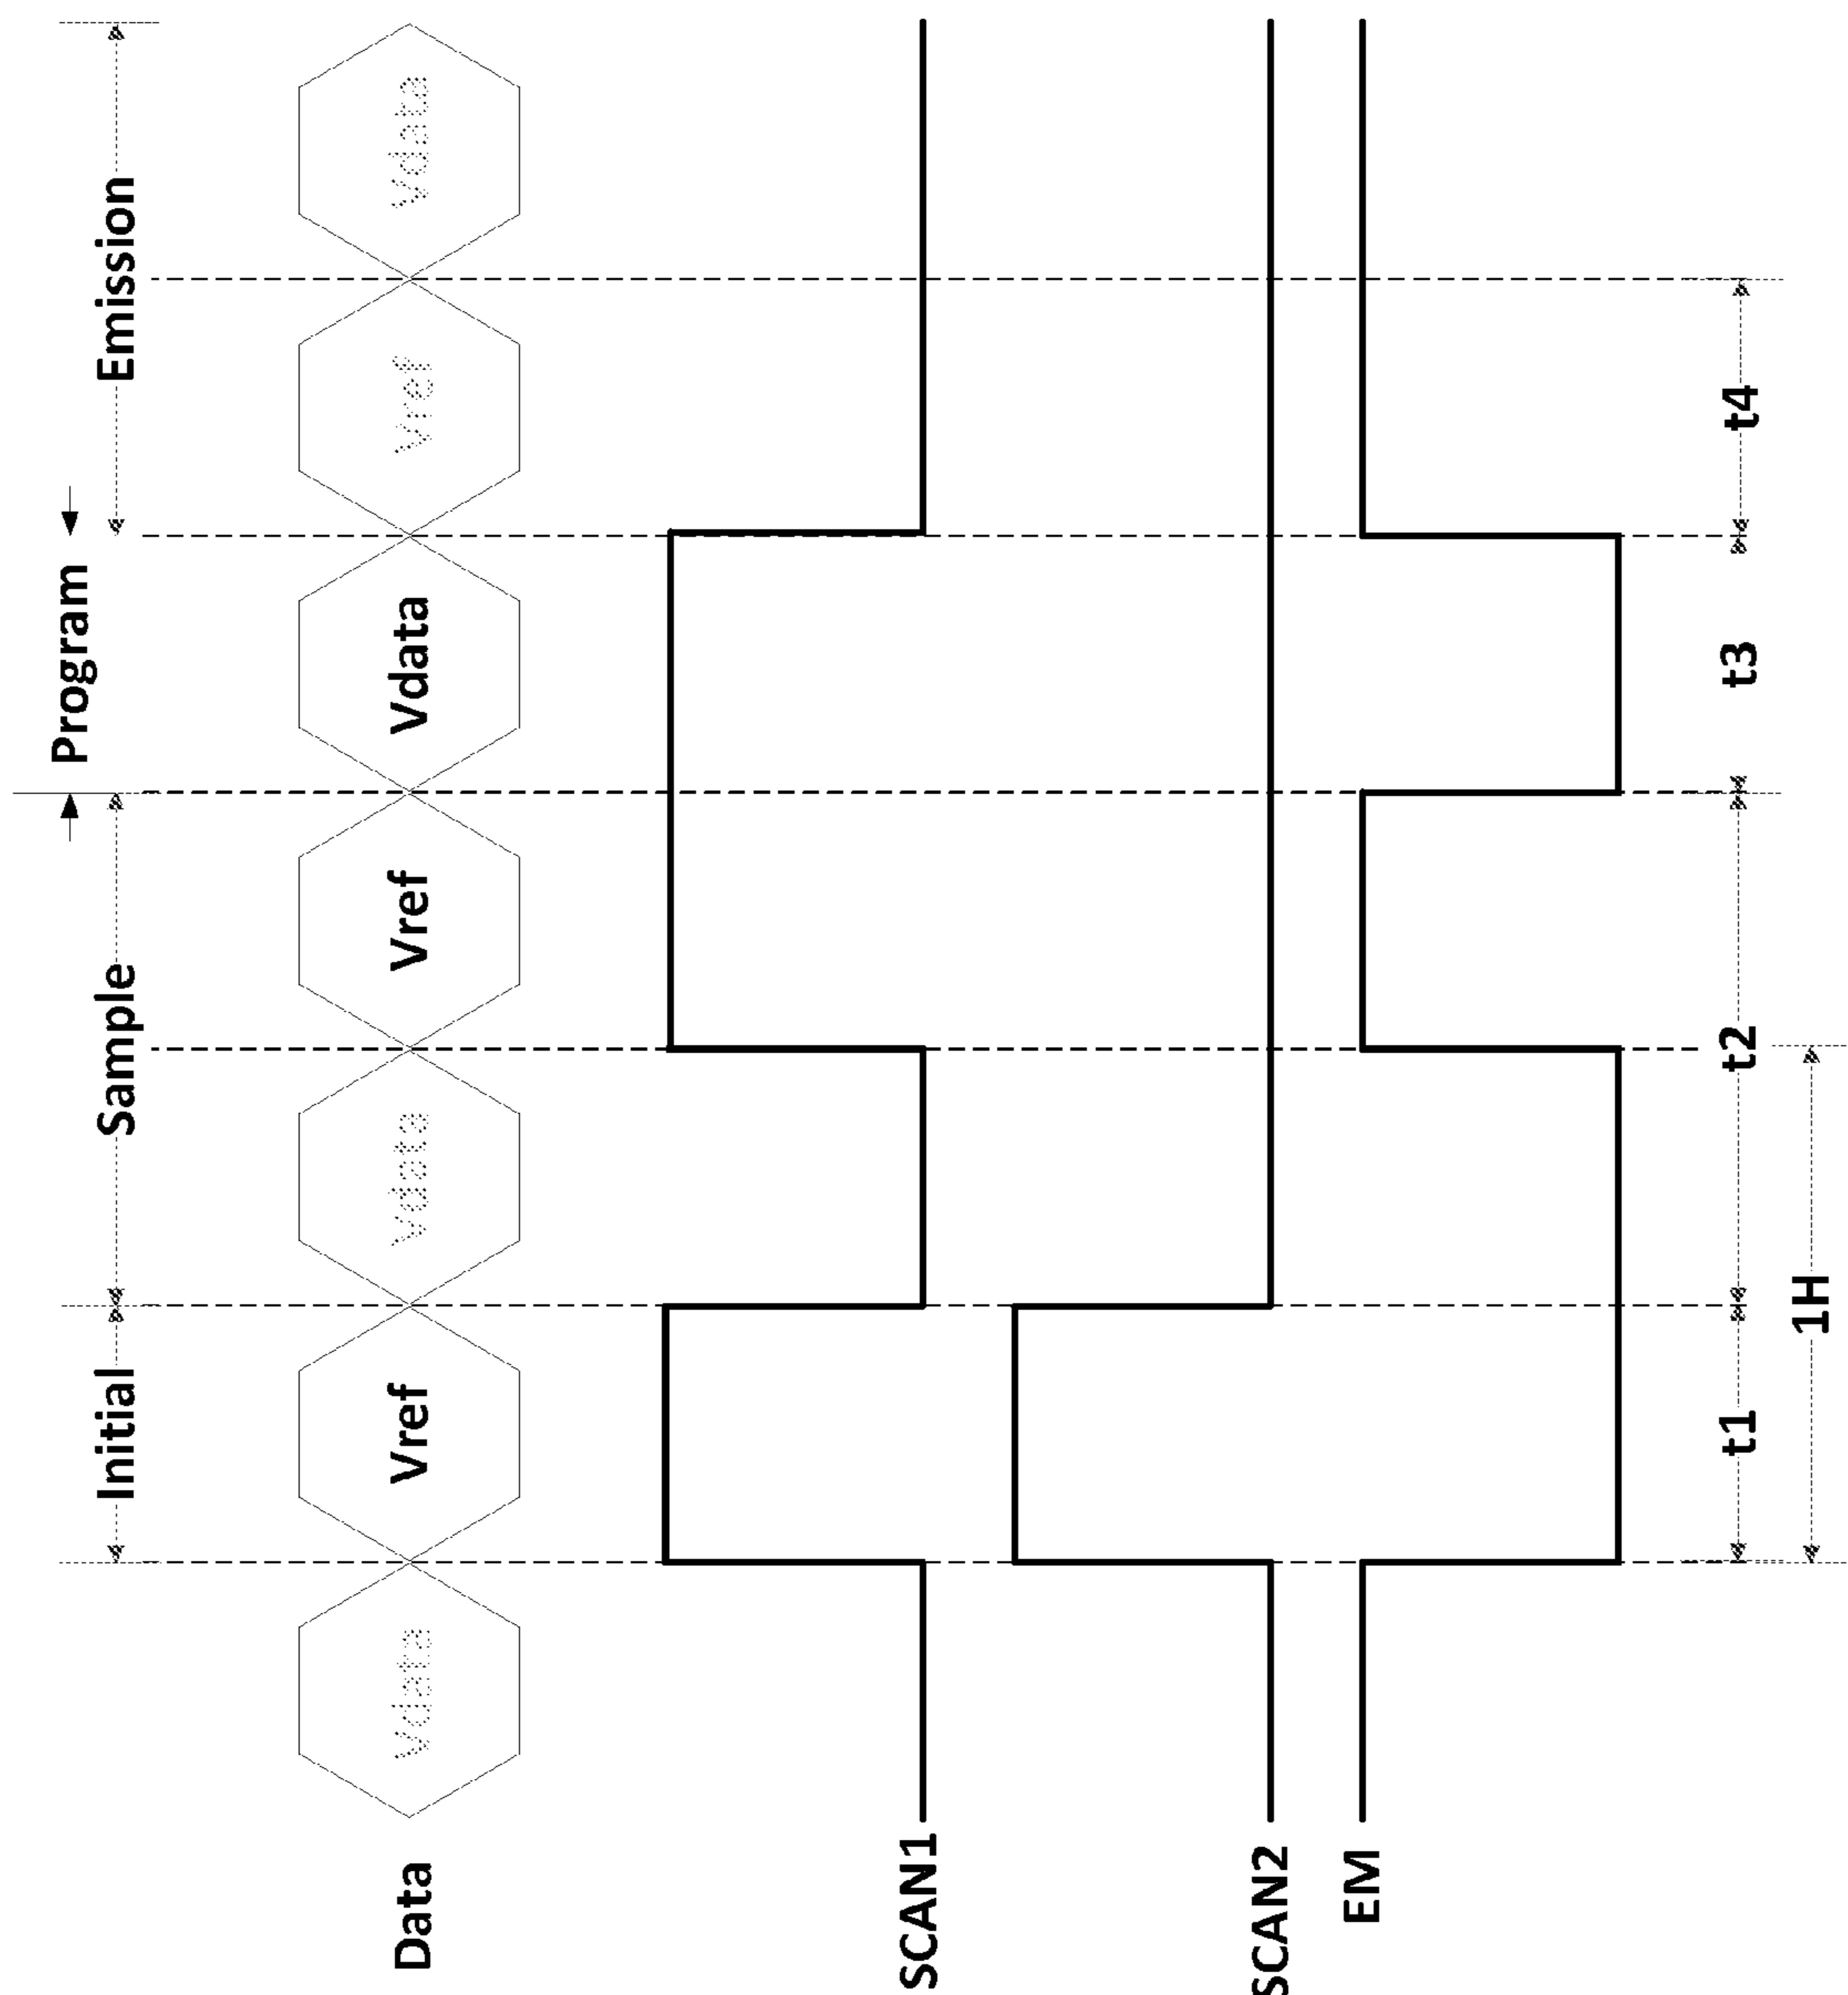 Initial
Sample
Program
Emission
Data
Vdata
Vref
Vdata
Vref
Vdata
Vref
Vdata
SCAN1
SCAN2
EM
t1
t2
t3
t4
1H